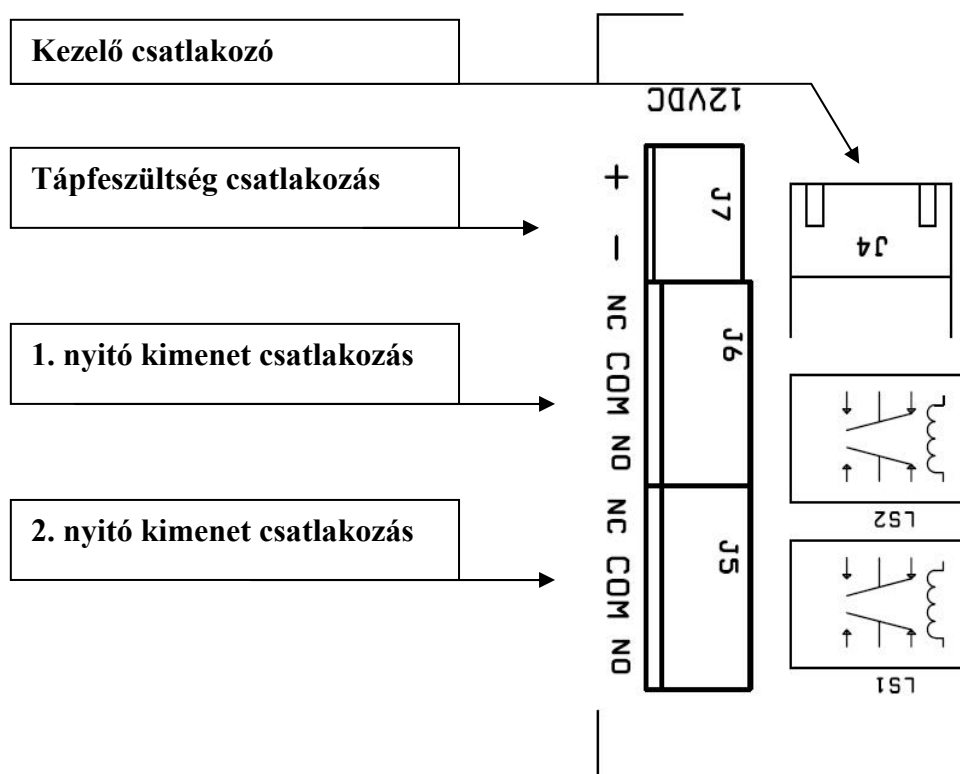 Kezelő csatlakozó
12VDC
Tápfeszültség csatlakozás
+
-
J7
J4
1. nyitó kimenet csatlakozás
NC COM NO
J6
LS2
2. nyitó kimenet csatlakozás
NC COM NO
J5
LS1